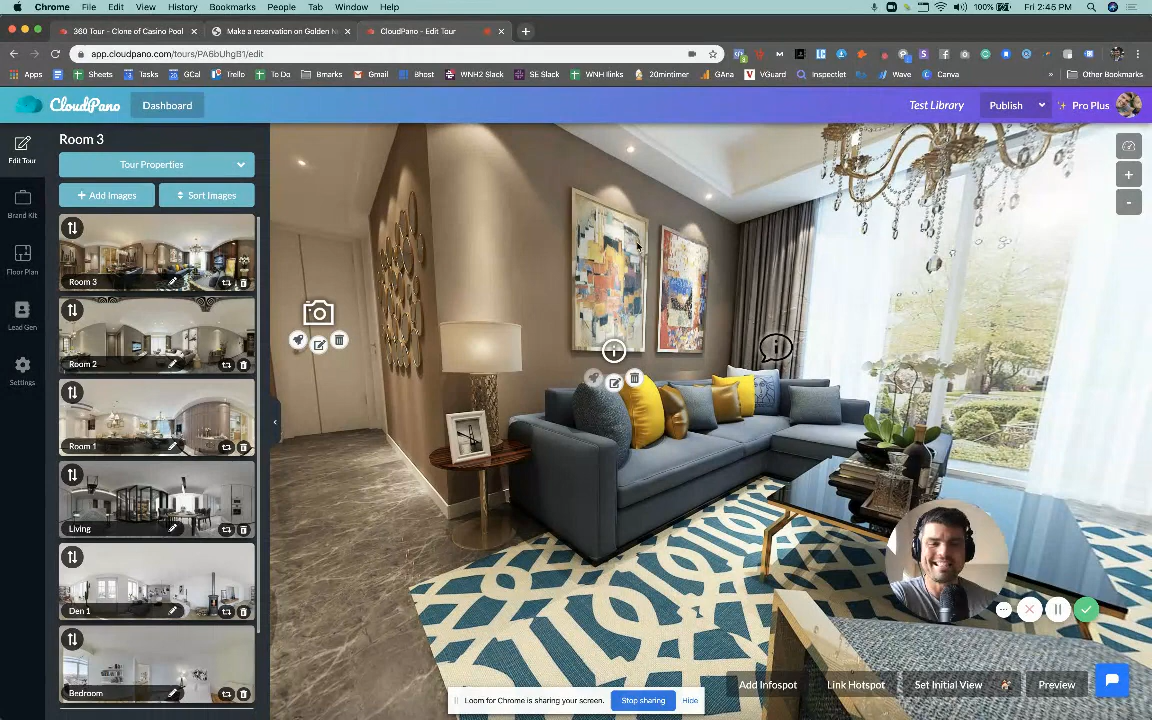 Chrome File Edit View History Bookmarks People Tab Window Help 100% Fri 2:45 PM
360 Tour - Clone of Casino Pool
Make a reservation on Golden N
CloudPano - Edit Tour
app.cloudpano.com/tours/PA6bUhgB1/edit
Apps Sheets Tasks GCal Trello To Do Bmarks Gmail Bhost WNH2 Slack SE Slack WNH llinks 20mintimer GAna VGuard Inspectlet Wave Canva » Other Bookmarks
CloudPano Dashboard Test Library Publish Pro Plus
Edit Tour
Brand Kit
Floor Plan
Lead Gen
Settings
Room 3
Tour Properties
+ Add Images
Sort Images
Room 3
Room 2
Room 1
Living
Den 1
Bedroom
+
-
Add Infospot Link Hotspot Set Initial View Preview
Loom for Chrome is sharing your screen. Stop sharing Hide